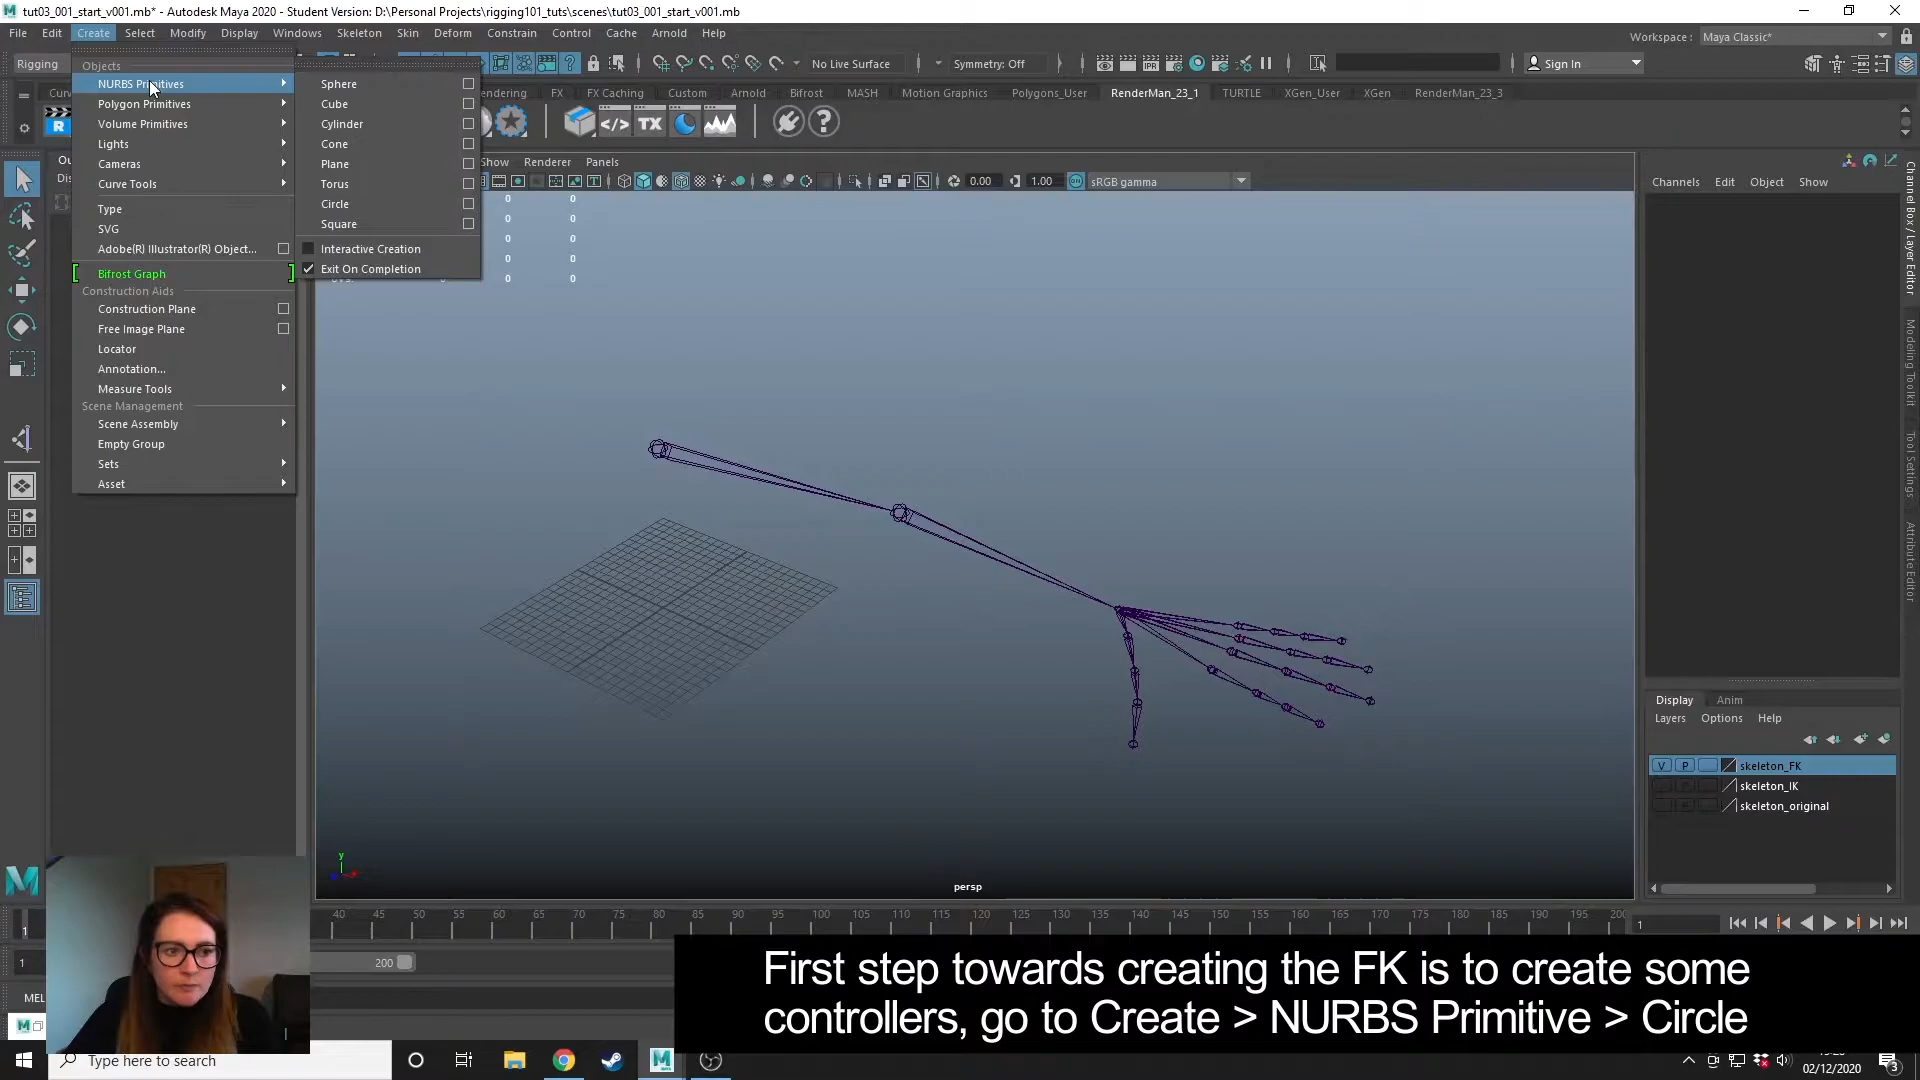 tut03_001_start_v001.mb* - Autodesk Maya 2020 - Student Version: D:\Personal Projects\rigging101_tuts\scenes\tut03_001_start_v001.mb
File Edit Create Select Modify Display Windows Skeleton Skin Deform Constrain Control Cache Arnold Help
Workspace : Maya Classic*
Rigging
No Live Surface
Symmetry: Off
Sign In
FX FX Caching Custom Arnold Bifrost MASH Motion Graphics Polygons_User RenderMan_23_1 TURTLE XGen_User XGen RenderMan_23_3
Objects
NURBS Primitives
Polygon Primitives
Volume Primitives
Lights
Cameras
Curve Tools
Type
SVG
Adobe(R) Illustrator(R) Object...
Bifrost Graph
Construction Aids
Construction Plane
Free Image Plane
Locator
Annotation...
Measure Tools
Scene Management
Scene Assembly
Empty Group
Sets
Asset
Sphere
Cube
Cylinder
Cone
Plane
Torus
Circle
Square
Interactive Creation
Exit On Completion
</> TX
Show Renderer Panels
0.00 1.00 sRGB gamma
0 0
0 0
0 0
0 0
0 0
y
persp
Channels Edit Object Show
Channel Box / Layer Editor
Modeling Toolkit
Tool Settings
Attribute Editor
Display Anim
Layers Options Help
V P skeleton_FK
skeleton_IK
skeleton_original
40 45 50 55 60 65 70 75 80 85 90 95 100 105 110 115 120 125 130 135 140 145 150 155 160 165 170 175 180 185 190 195
1
1
1 200
MEL
First step towards creating the FK is to create some
controllers, go to Create > NURBS Primitive > Circle
Type here to search
02/12/2020
3